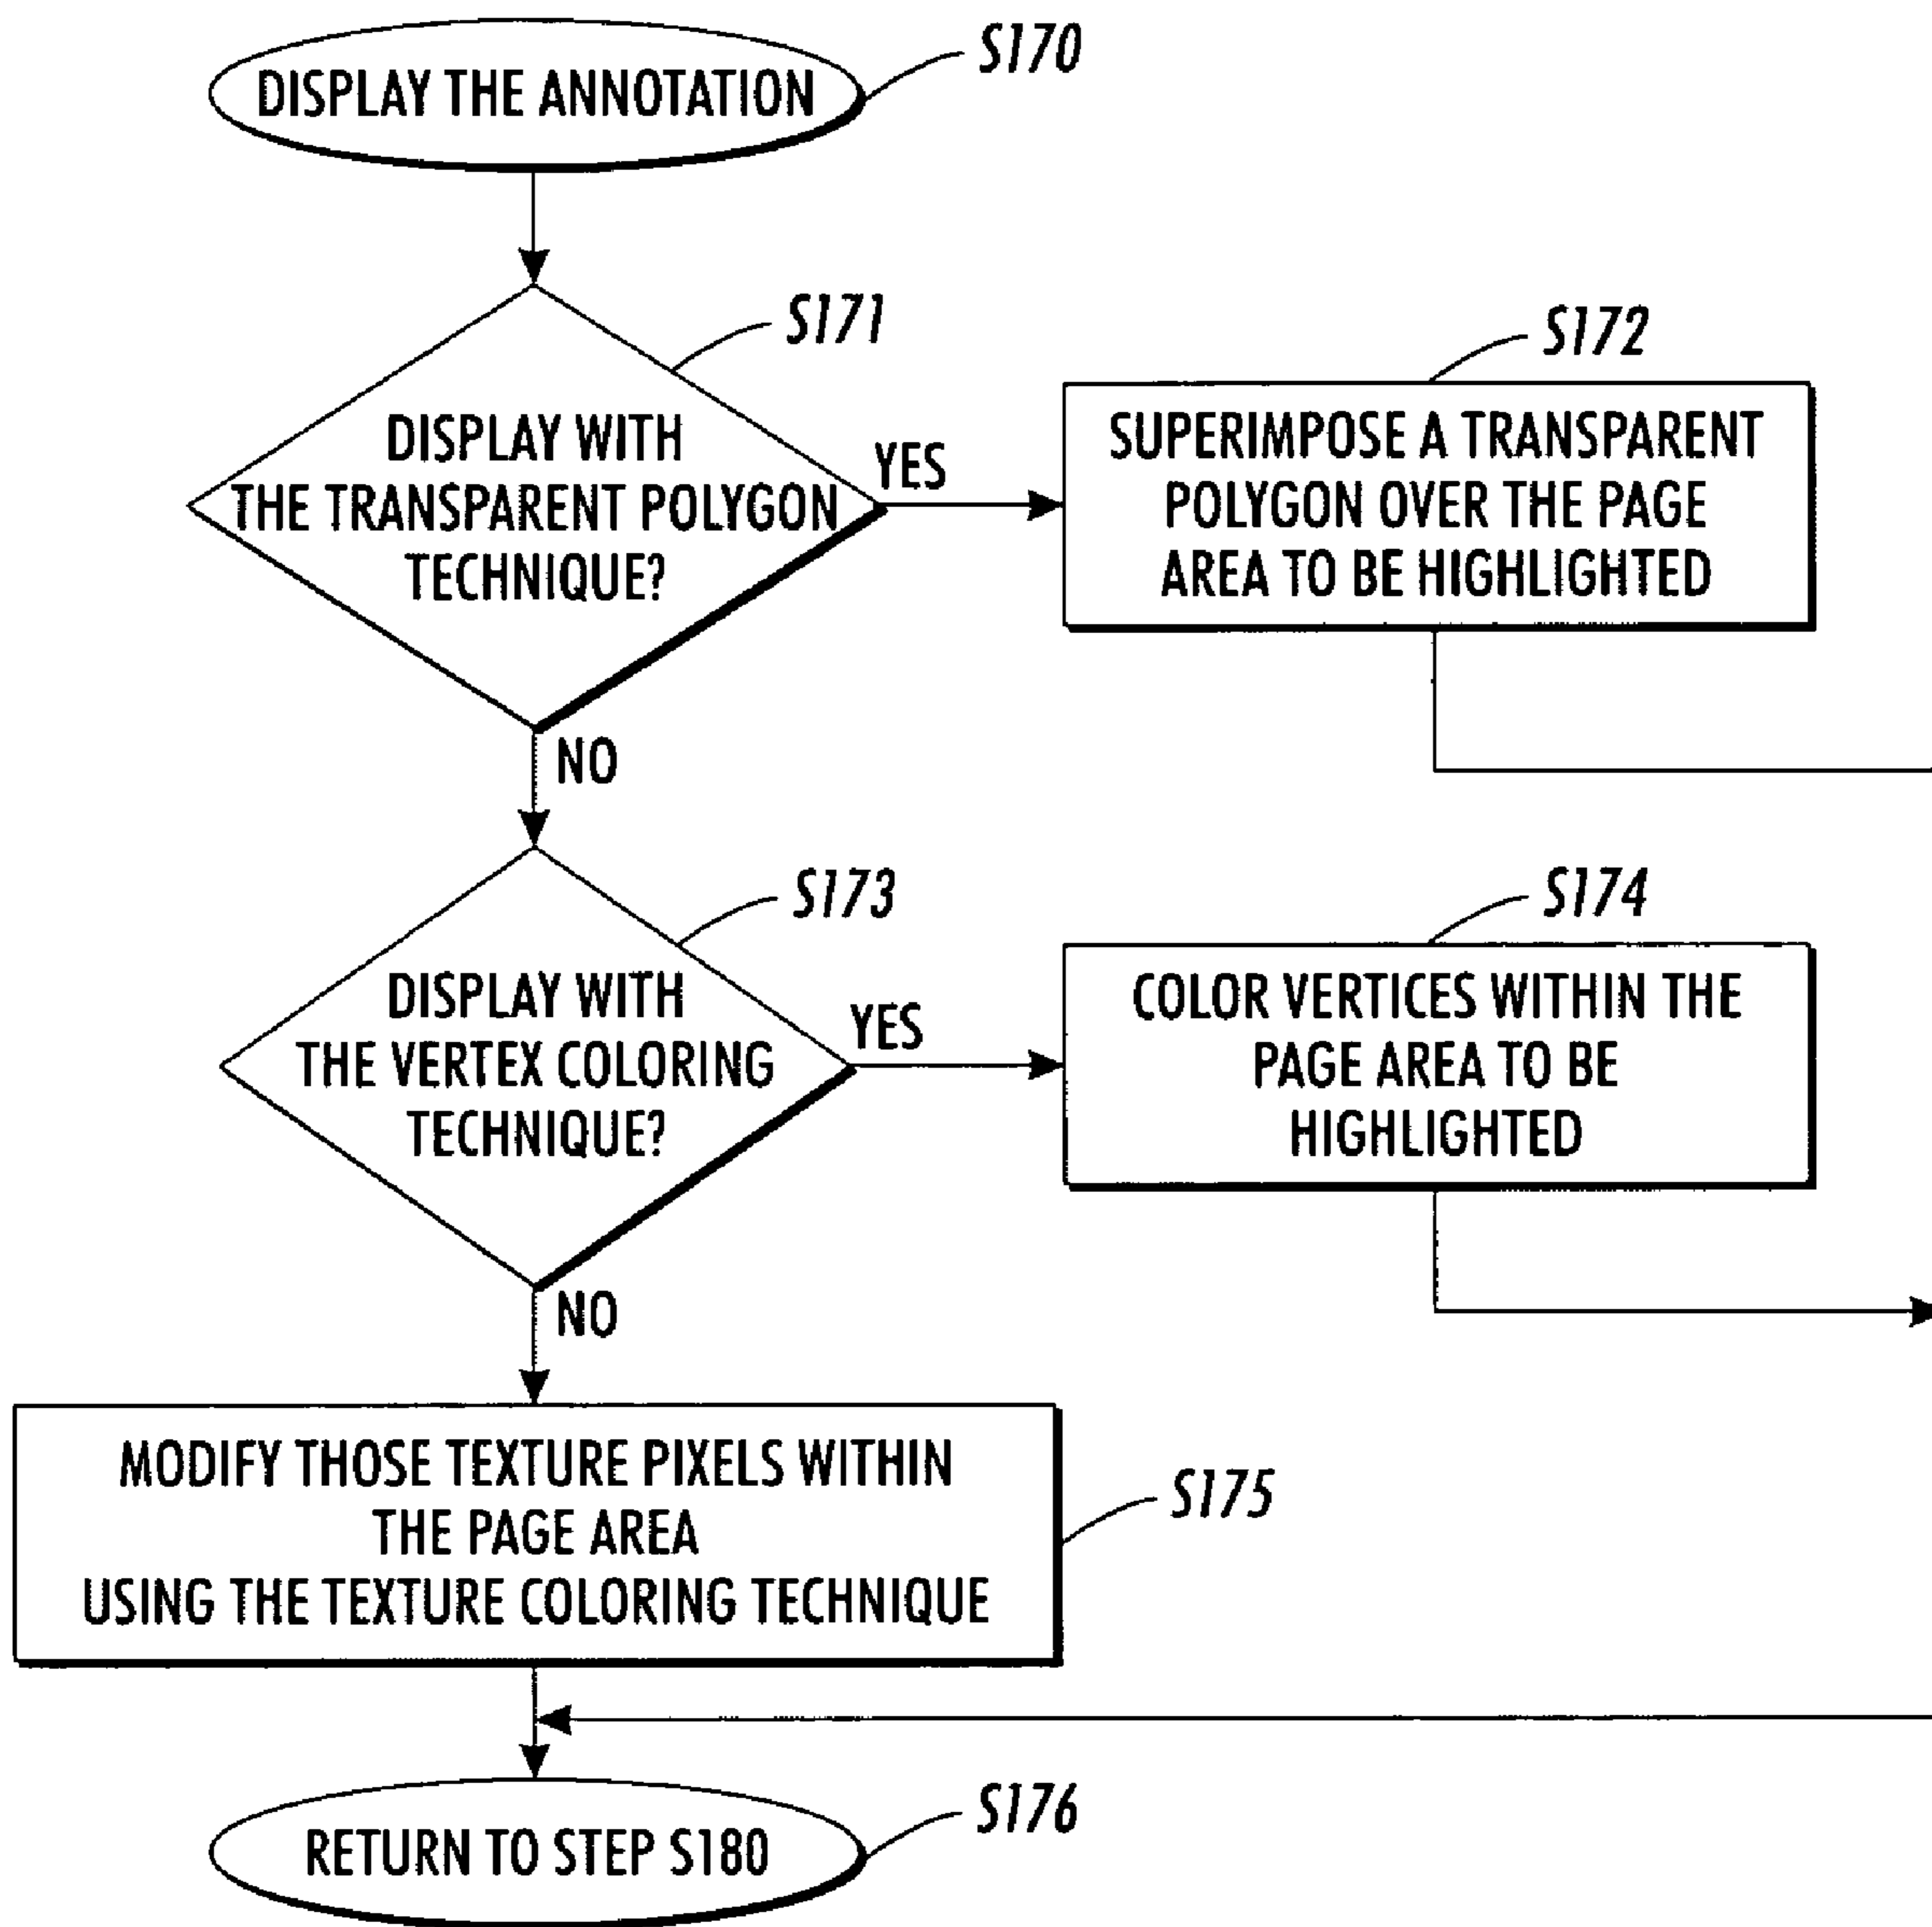 S170
DISPLAY THE ANNOTATION
S171
DISPLAY WITH
THE TRANSPARENT POLYGON
TECHNIQUE?
YES
S172
SUPERIMPOSE A TRANSPARENT
POLYGON OVER THE PAGE
AREA TO BE HIGHLIGHTED
NO
S173
DISPLAY WITH
THE VERTEX COLORING
TECHNIQUE?
YES
S174
COLOR VERTICES WITHIN THE
PAGE AREA TO BE
HIGHLIGHTED
NO
MODIFY THOSE TEXTURE PIXELS WITHIN
THE PAGE AREA
USING THE TEXTURE COLORING TECHNIQUE
S175
S176
RETURN TO STEP S180